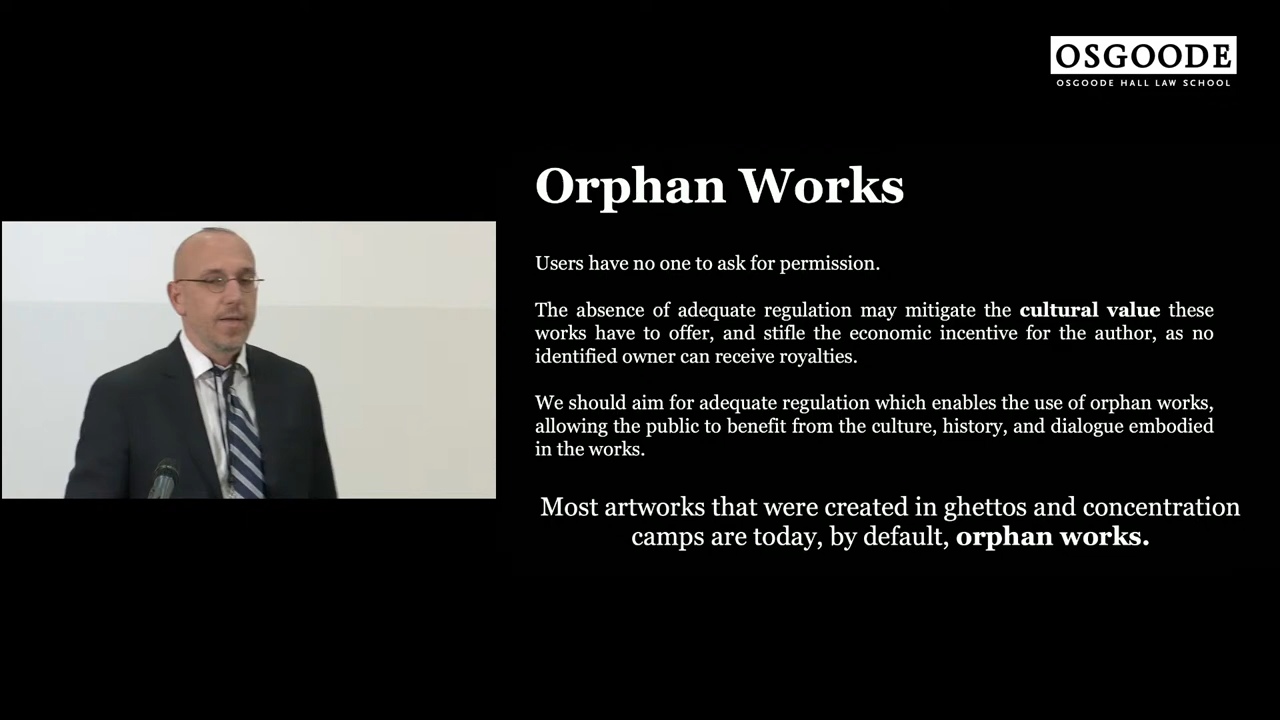 OSGOODE
OSGOODE HALL LAW SCHOOL
Orphan Works
Users have no one to ask for permission.
The absence of adequate regulation may mitigate the cultural value these
works have to offer, and stifle the economic incentive for the author, as no
identified owner can receive royalties.
We should aim for adequate regulation which enables the use of orphan works,
allowing the public to benefit from the culture, history, and dialogue embodied
in the works.
Most artworks that were created in ghettos and concentration
camps are today, by default, orphan works.